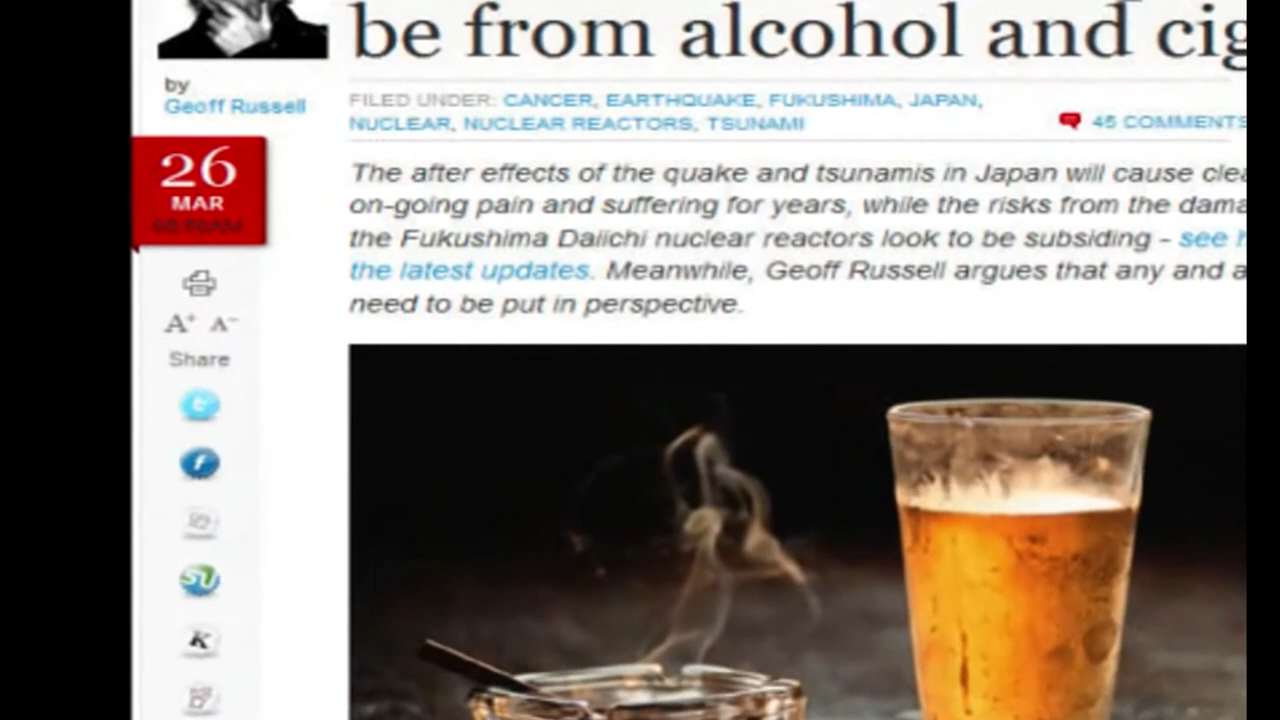 be from alcohol and cig
by
Geoff Russell
FILED UNDER: CANCER, EARTHQUAKE, FUKUSHIMA, JAPAN,
NUCLEAR, NUCLEAR REACTORS, TSUNAMI
45 COMMENTS
26
MAR
The after effects of the quake and tsunamis in Japan will cause clea
on-going pain and suffering for years, while the risks from the dama
the Fukushima Daiichi nuclear reactors look to be subsiding - see h
the latest updates. Meanwhile, Geoff Russell argues that any and a
need to be put in perspective.
A+ A-
Share